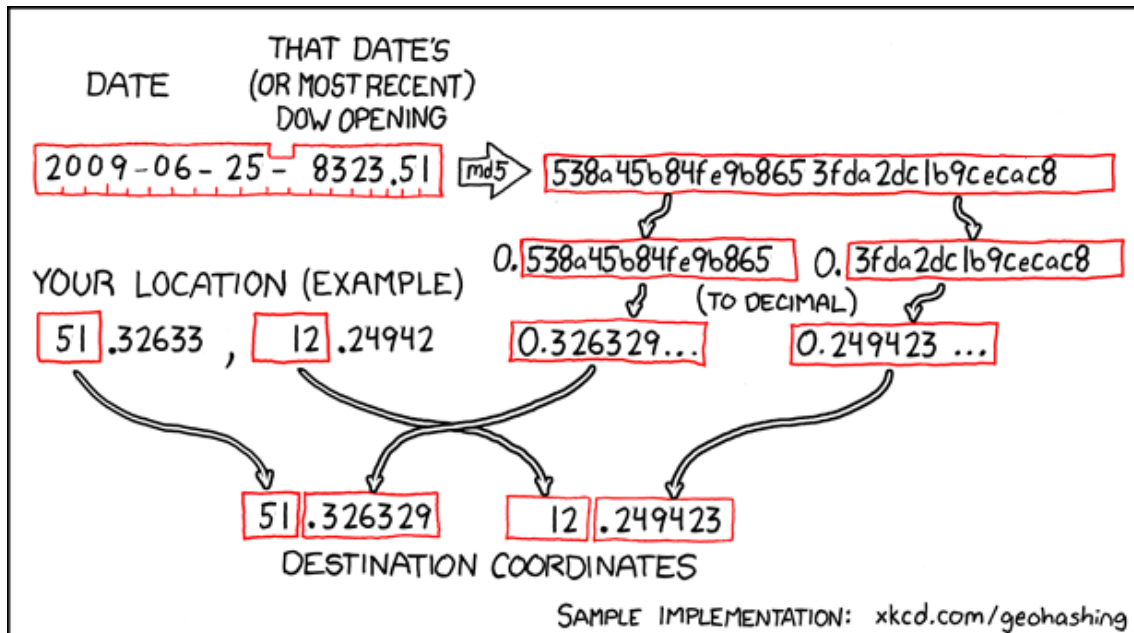 DATE
THAT DATE'S
(OR MOST RECENT)
DOW OPENING
2009-06-25-8323.51
md5
538a45b84fe9b8653fda2dc1b9cecac8
0.538a45b84fe9b865
0.3fda2dc1b9cecac8
YOUR LOCATION (EXAMPLE)
(TO DECIMAL)
51.32633, 12.24942
0.326329...
0.249423...
51.326329
12.249423
DESTINATION COORDINATES
SAMPLE IMPLEMENTATION: xkcd.com/geohashing